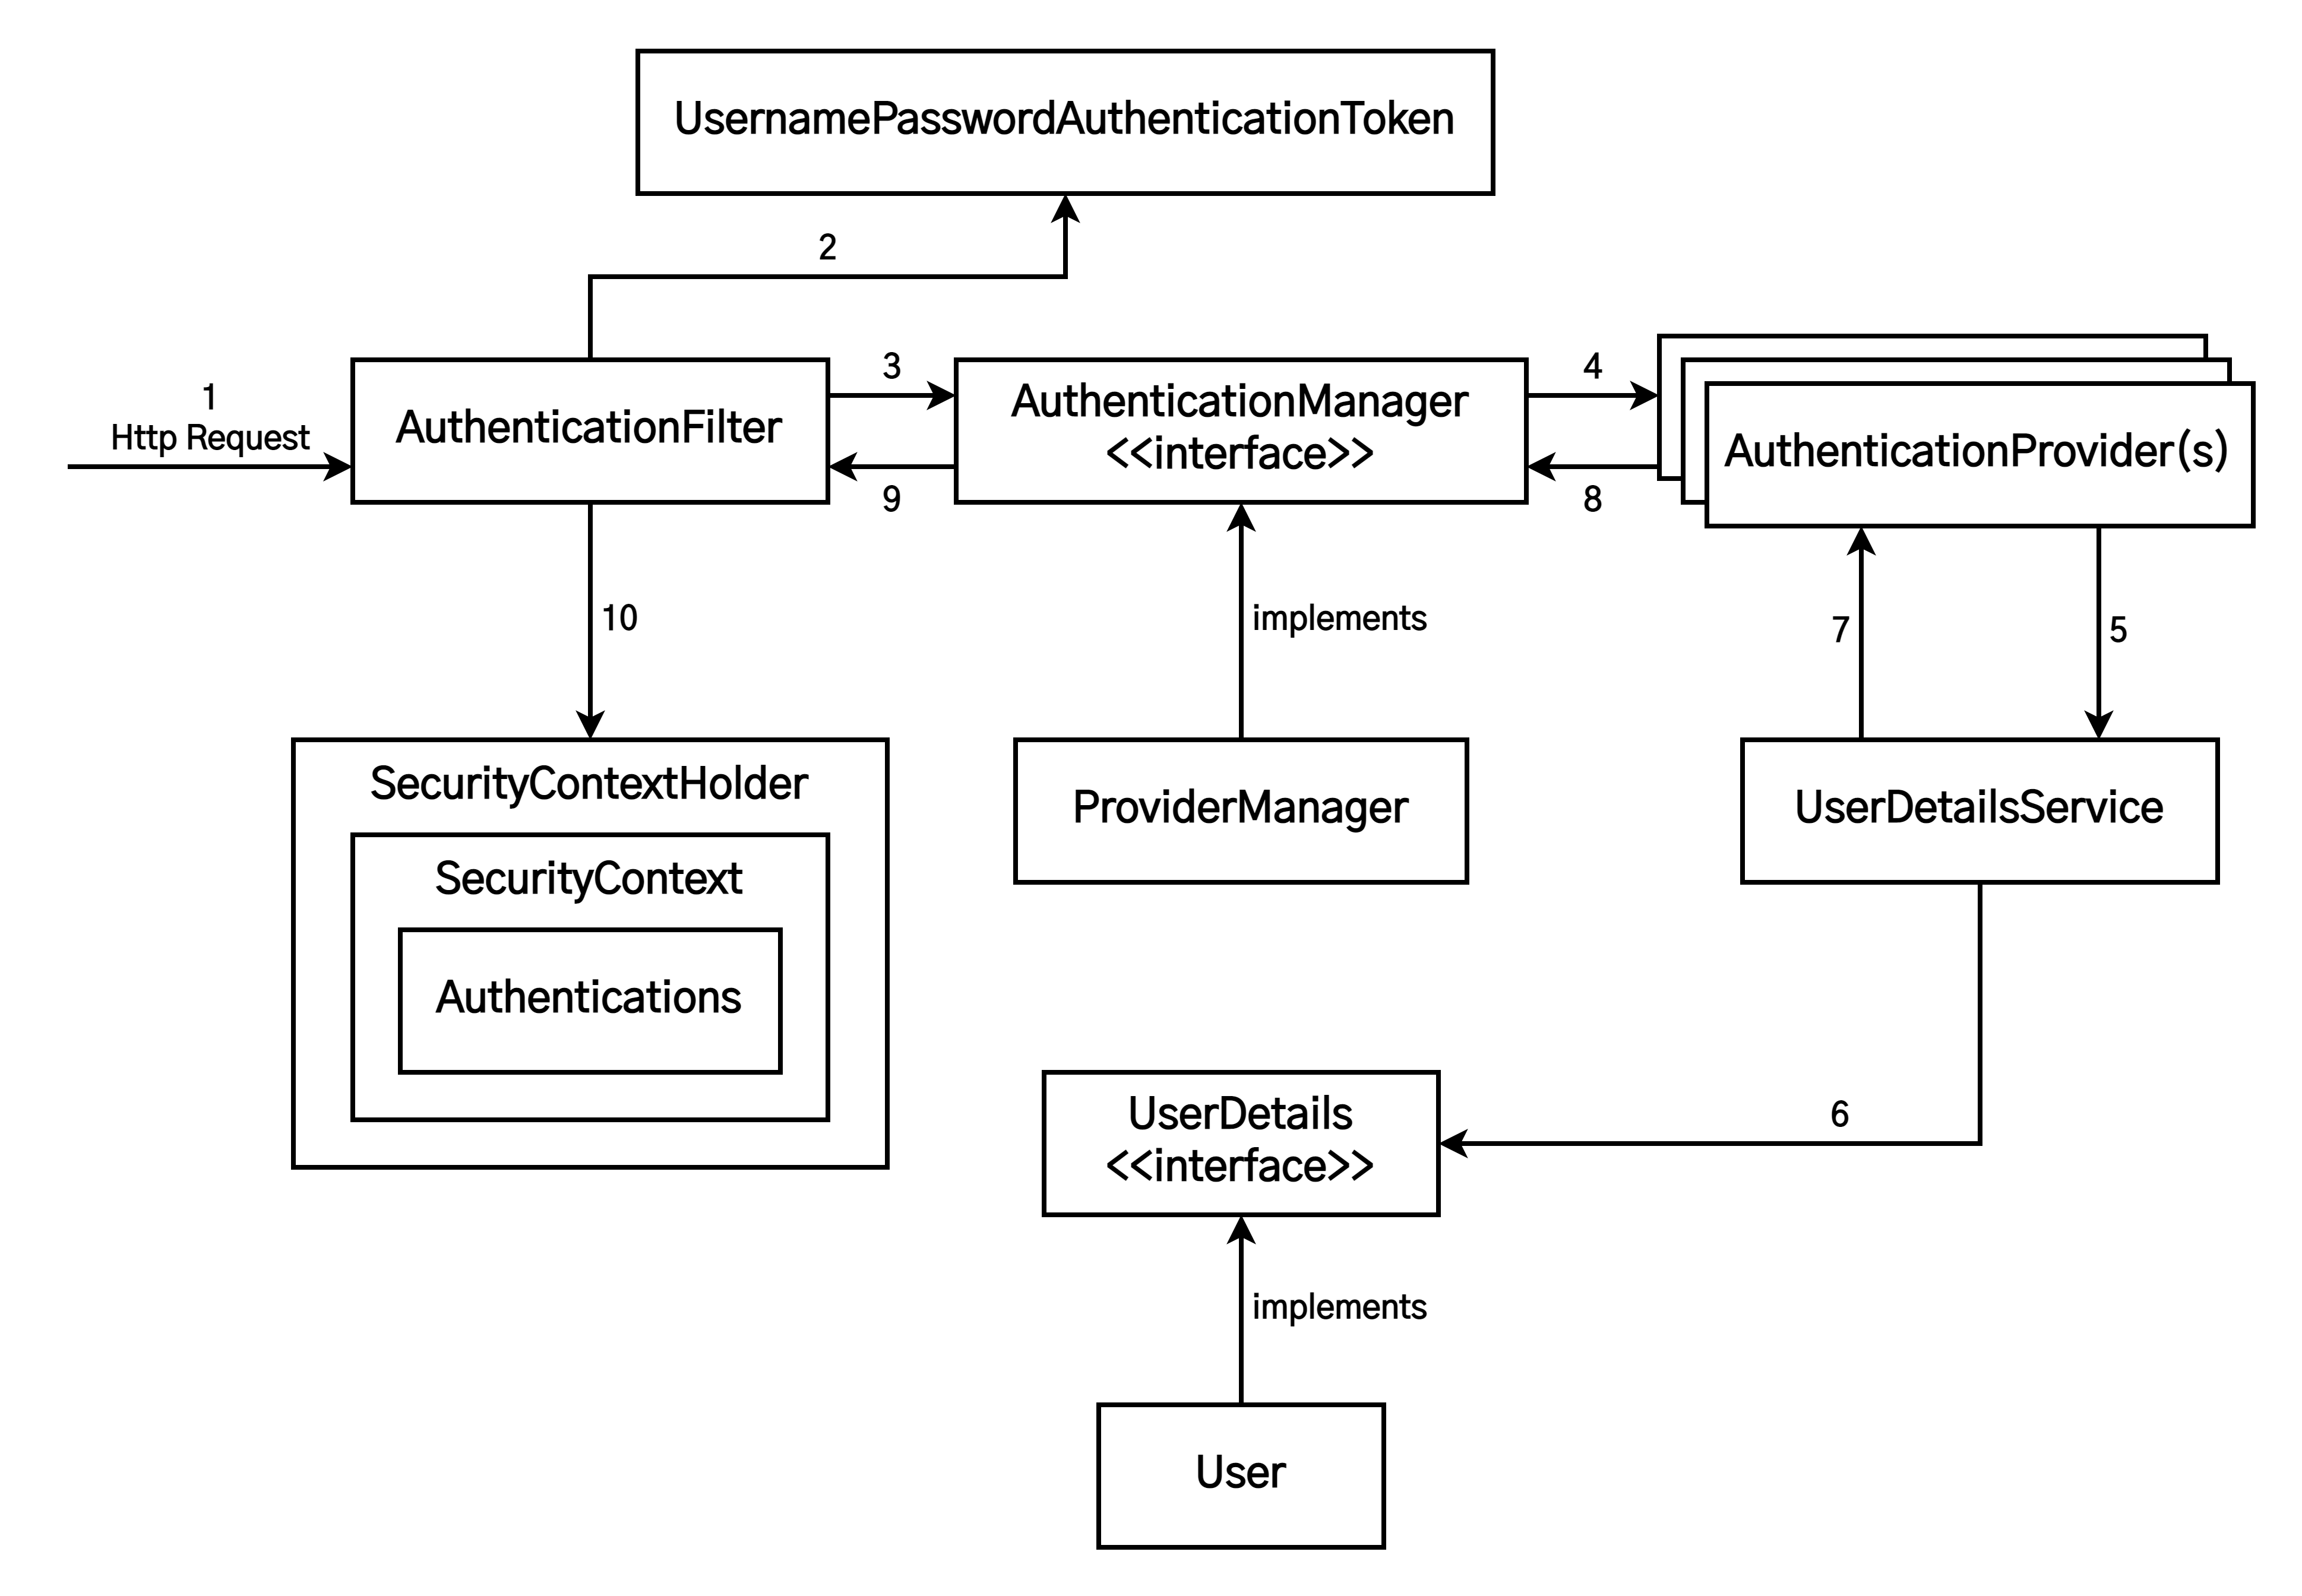 UsernamePasswordAuthenticationToken
2
1
Http Request
AuthenticationFilter
3
9
AuthenticationManager
<<interface>>
4
8
AuthenticationProvider(s)
10
implements
7
5
SecurityContextHolder
SecurityContext
Authentications
ProviderManager
UserDetailsService
UserDetails
<<interface>>
6
implements
User